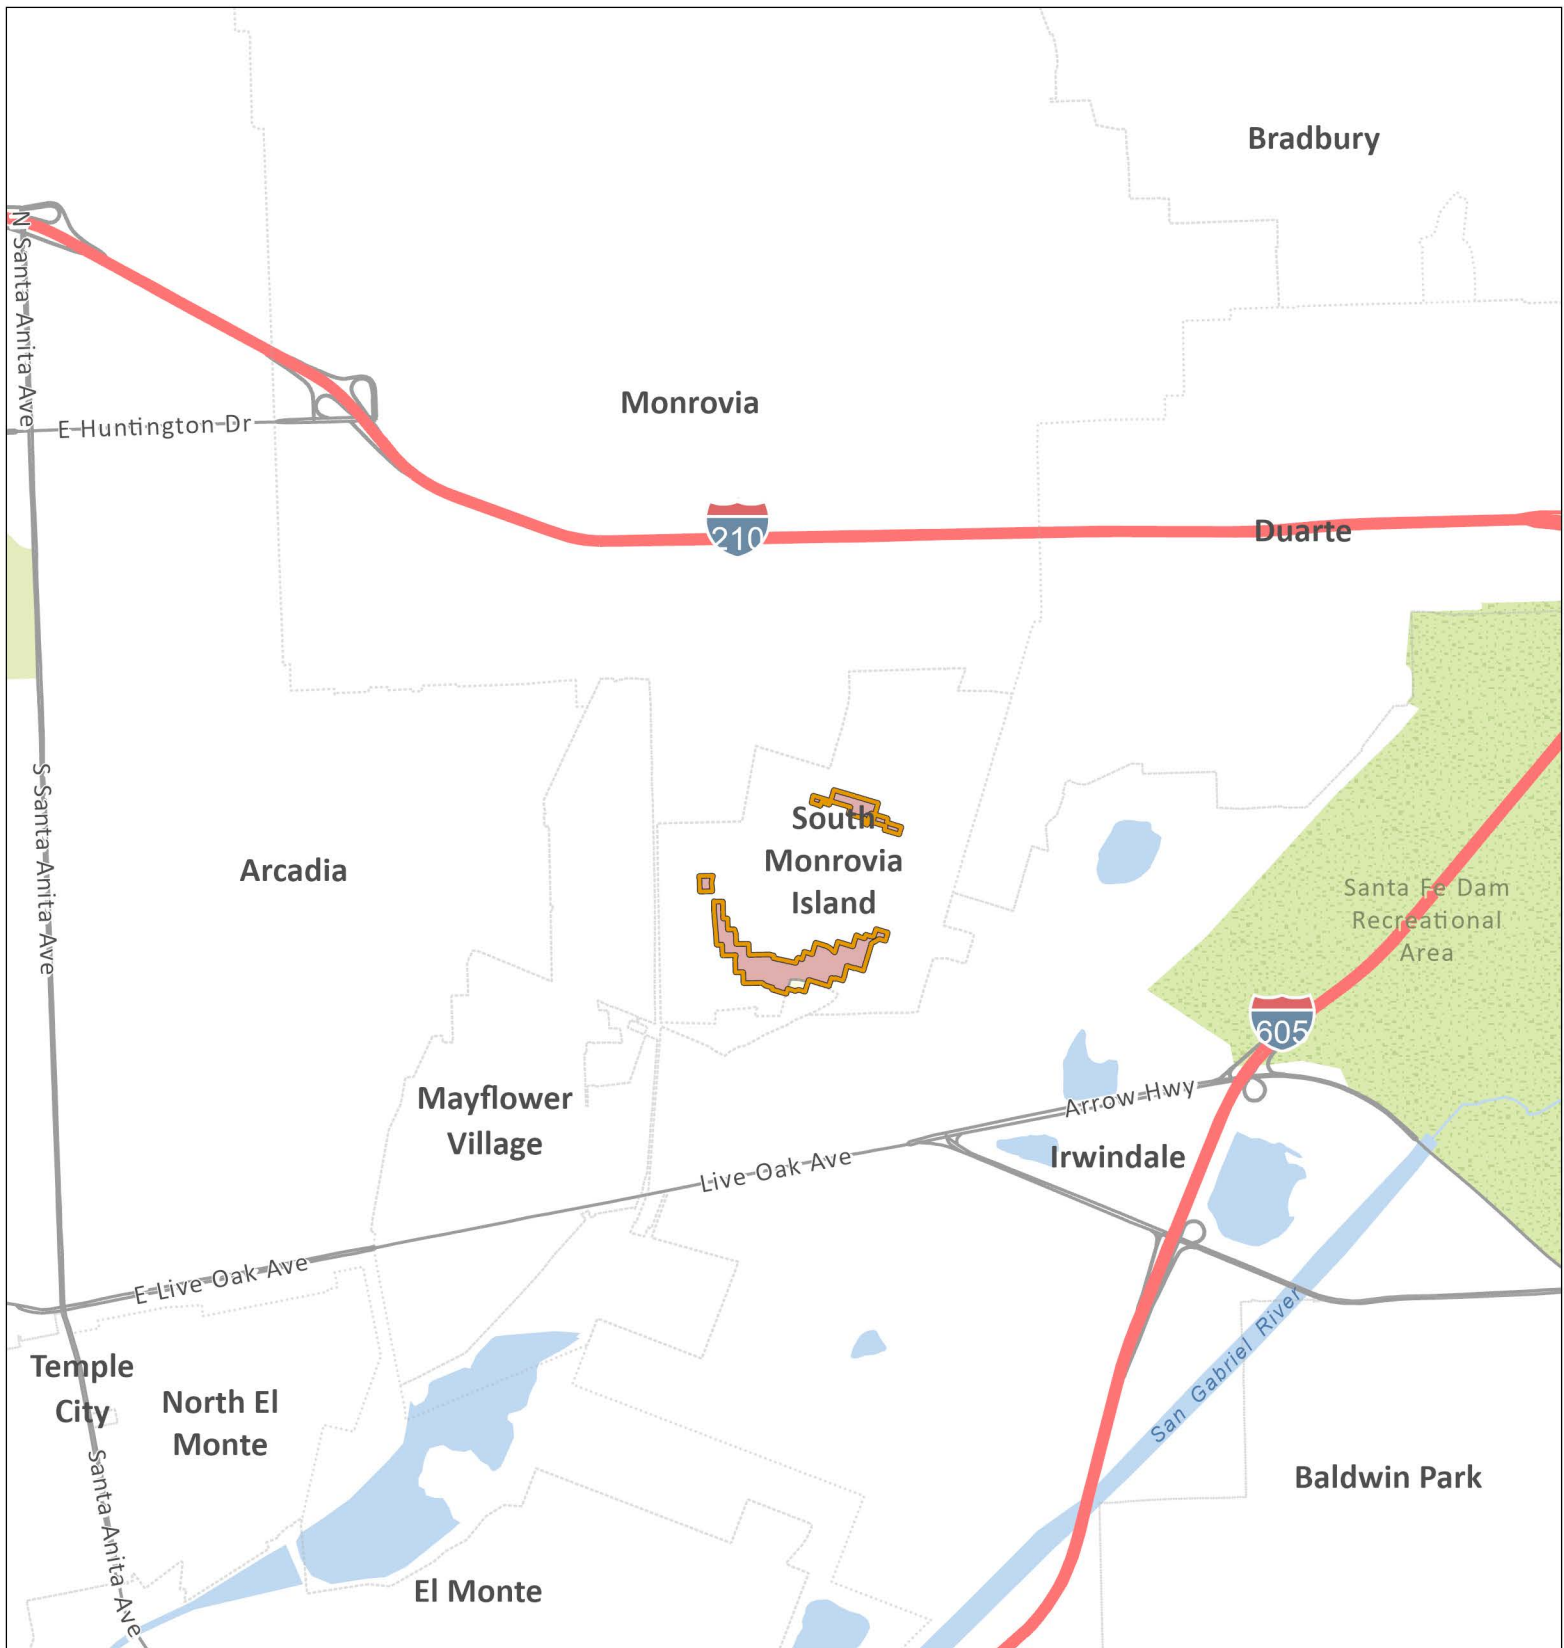 Bradbury
N Santa Anita Ave
Monrovia
E Huntington Dr
210
Duarte
S Santa Anita Ave
South
Monrovia
Island
Arcadia
Santa Fe Dam
Recreational
Area
605
Mayflower
Village
Arrow Hwy
Live Oak Ave
Irwindale
E Live Oak Ave
San Gabriel River
Temple
City
North El
Monte
Santa Anita Ave
Baldwin Park
El Monte